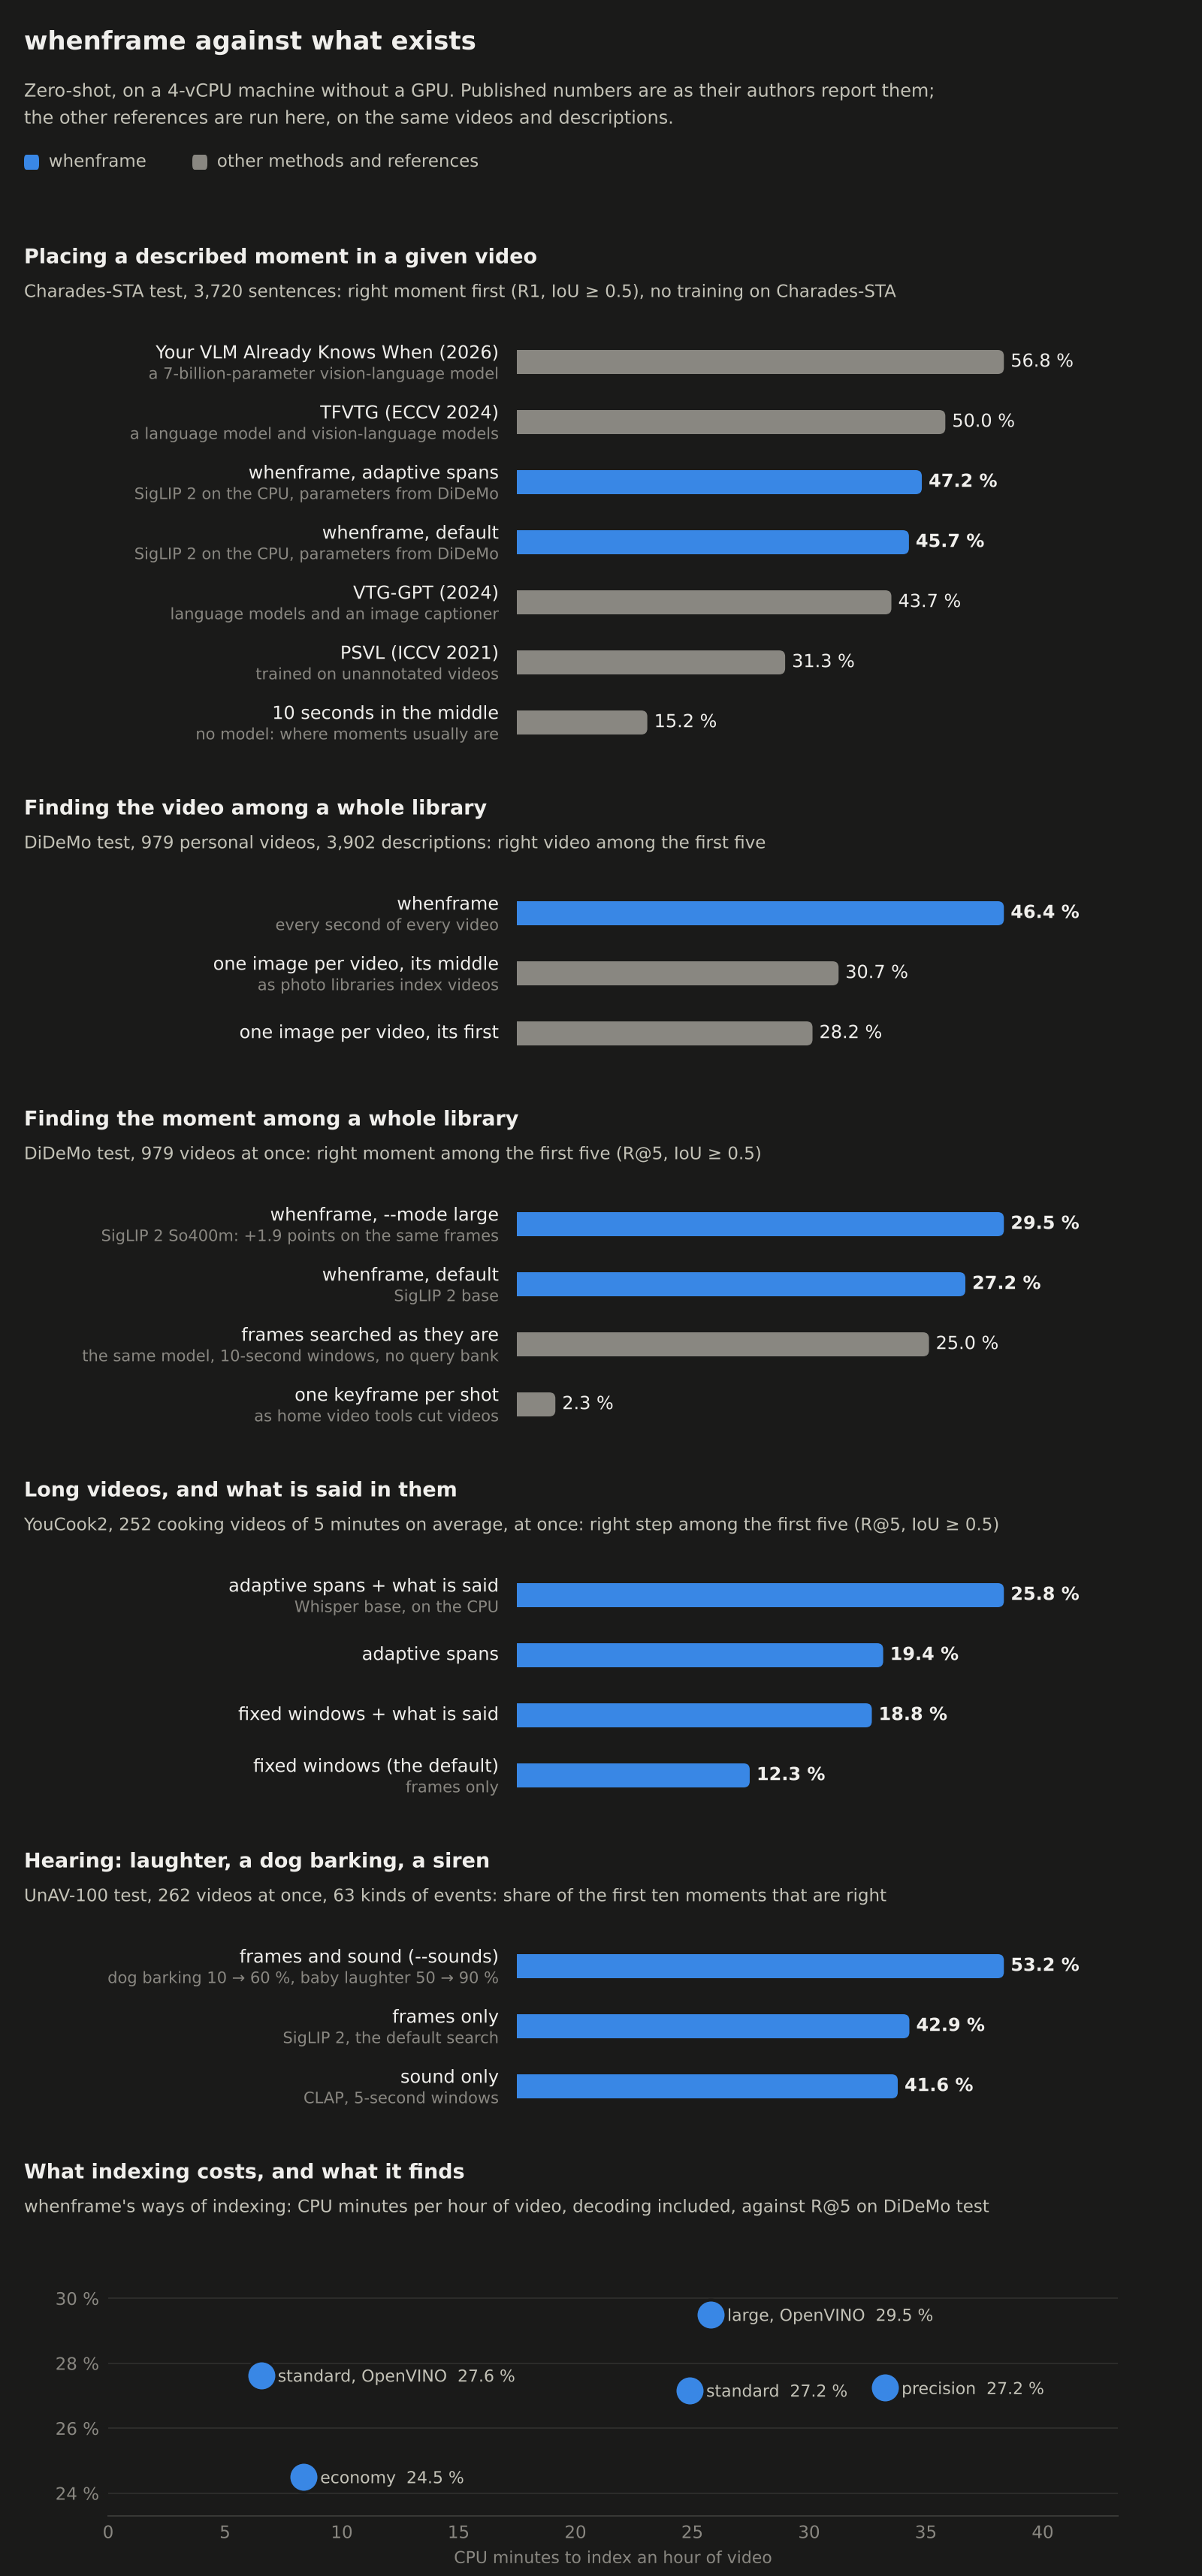 whenframe against what exists
Zero-shot, on a 4-vCPU machine without a GPU. Published numbers are as their authors report them;
the other references are run here, on the same videos and descriptions.
whenframe other methods and references
Placing a described moment in a given video
Charades-STA test, 3,720 sentences: right moment first (R1, IoU ≥ 0.5), no training on Charades-STA
Your VLM Already Knows When (2026)
a 7-billion-parameter vision-language model
56.8 %
TFVTG (ECCV 2024)
a language model and vision-language models
50.0 %
whenframe, adaptive spans
SigLIP 2 on the CPU, parameters from DiDeMo
47.2 %
whenframe, default
SigLIP 2 on the CPU, parameters from DiDeMo
45.7 %
VTG-GPT (2024)
language models and an image captioner
43.7 %
PSVL (ICCV 2021)
trained on unannotated videos
31.3 %
10 seconds in the middle
no model: where moments usually are
15.2 %
Finding the video among a whole library
DiDeMo test, 979 personal videos, 3,902 descriptions: right video among the first five
whenframe
every second of every video
46.4 %
one image per video, its middle
as photo libraries index videos
30.7 %
one image per video, its first
28.2 %
Finding the moment among a whole library
DiDeMo test, 979 videos at once: right moment among the first five (R@5, IoU ≥ 0.5)
whenframe, --mode large
SigLIP 2 So400m: +1.9 points on the same frames
29.5 %
whenframe, default
SigLIP 2 base
27.2 %
frames searched as they are
the same model, 10-second windows, no query bank
25.0 %
one keyframe per shot
as home video tools cut videos
2.3 %
Long videos, and what is said in them
YouCook2, 252 cooking videos of 5 minutes on average, at once: right step among the first five (R@5, IoU ≥ 0.5)
adaptive spans + what is said
Whisper base, on the CPU
25.8 %
adaptive spans
19.4 %
fixed windows + what is said
18.8 %
fixed windows (the default)
frames only
12.3 %
Hearing: laughter, a dog barking, a siren
UnAV-100 test, 262 videos at once, 63 kinds of events: share of the first ten moments that are right
frames and sound (--sounds)
dog barking 10 → 60 %, baby laughter 50 → 90 %
53.2 %
frames only
SigLIP 2, the default search
42.9 %
sound only
CLAP, 5-second windows
41.6 %
What indexing costs, and what it finds
whenframe's ways of indexing: CPU minutes per hour of video, decoding included, against R@5 on DiDeMo test
30 %
large, OpenVINO 29.5 %
28 %
standard, OpenVINO 27.6 %
standard 27.2 %
precision 27.2 %
26 %
economy 24.5 %
24 %
0 5 10 15 20 25 30 35 40
CPU minutes to index an hour of video